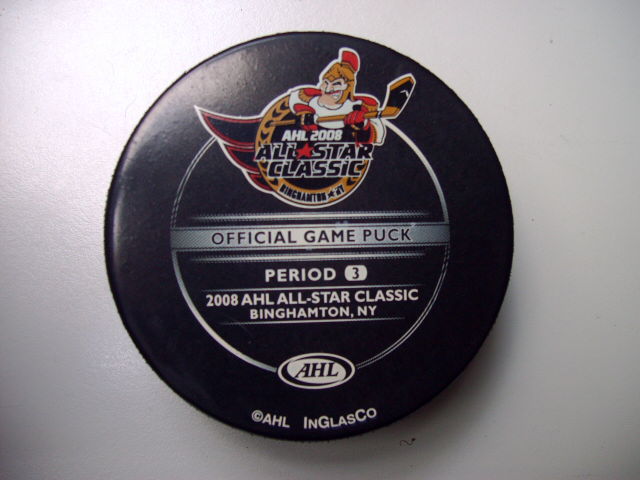 AHL 2008
ALL★STAR
CLASSIC
BINGHAMTON★NY
OFFICIAL GAME PUCK
PERIOD 3
2008 AHL ALL-STAR CLASSIC
BINGHAMTON, NY
AHL
©AHL INGLASCO